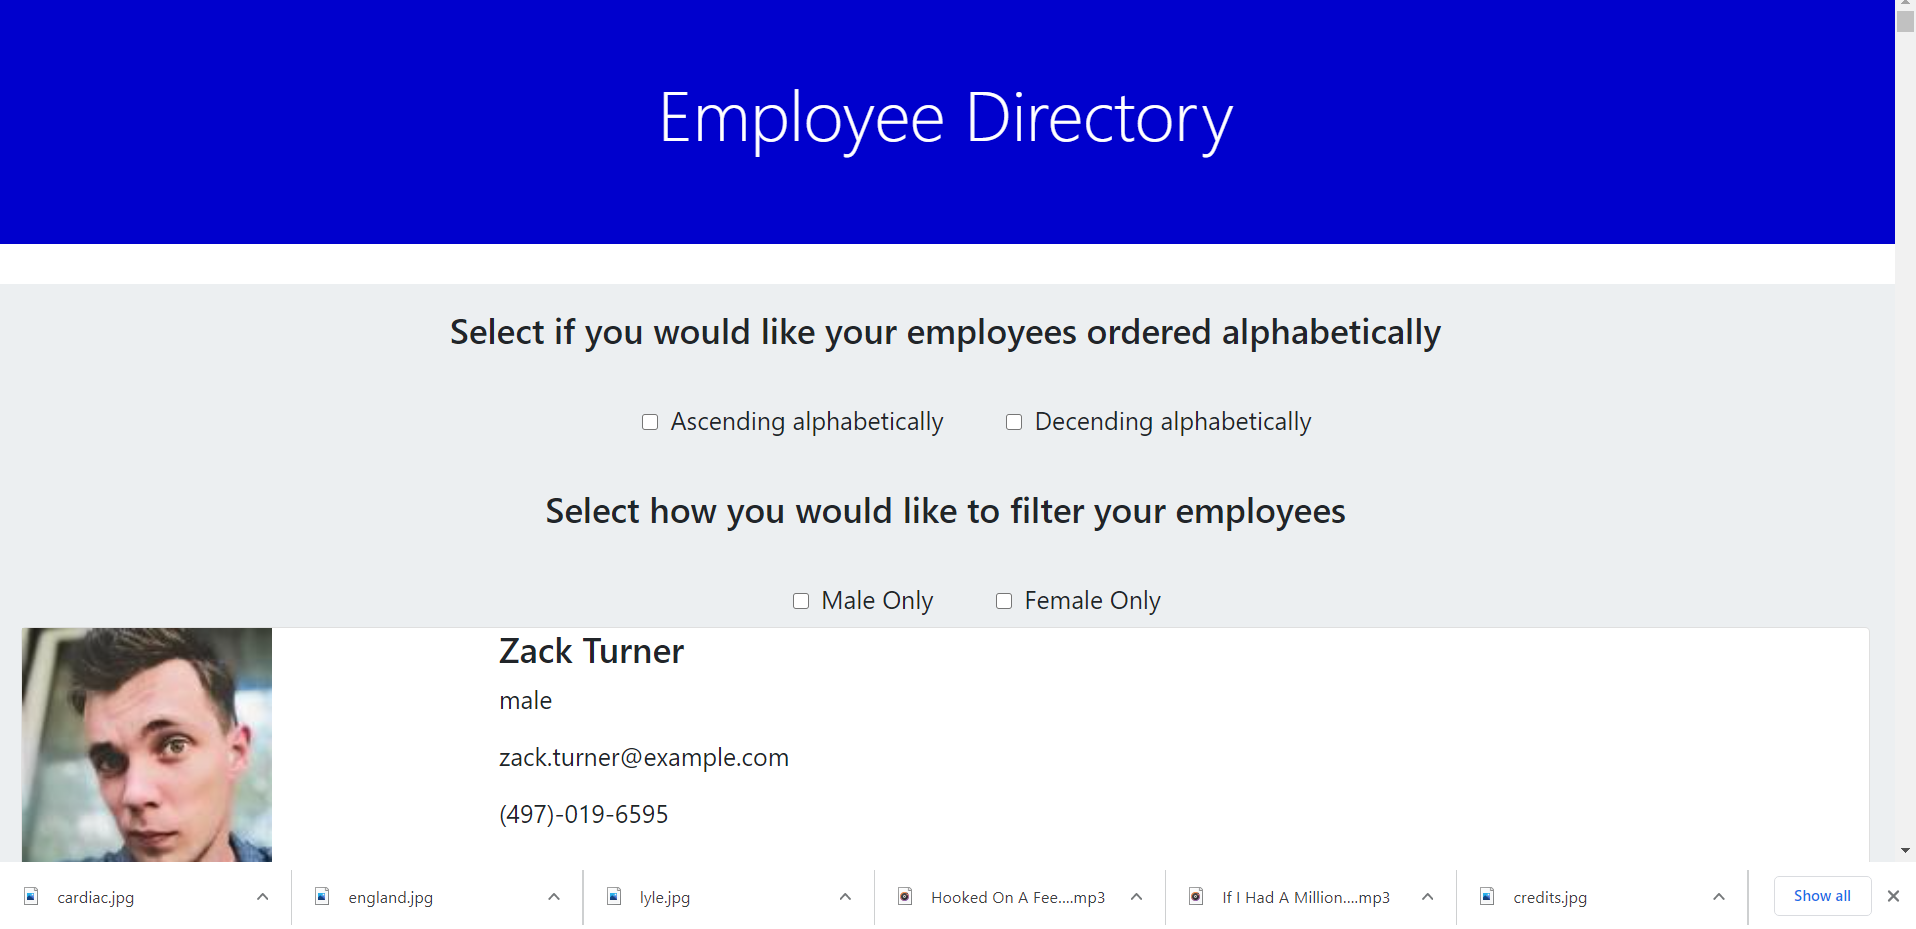 Employee Directory
Select if you would like your employees ordered alphabetically
Ascending alphabetically Decending alphabetically
Select how you would like to filter your employees
Male Only Female Only
Zack Turner
male
zack.turner@example.com
(497)-019-6595
cardiac.jpg england.jpg lyle.jpg Hooked On A Fee....mp3 If I Had A Million....mp3 credits.jpg Show all